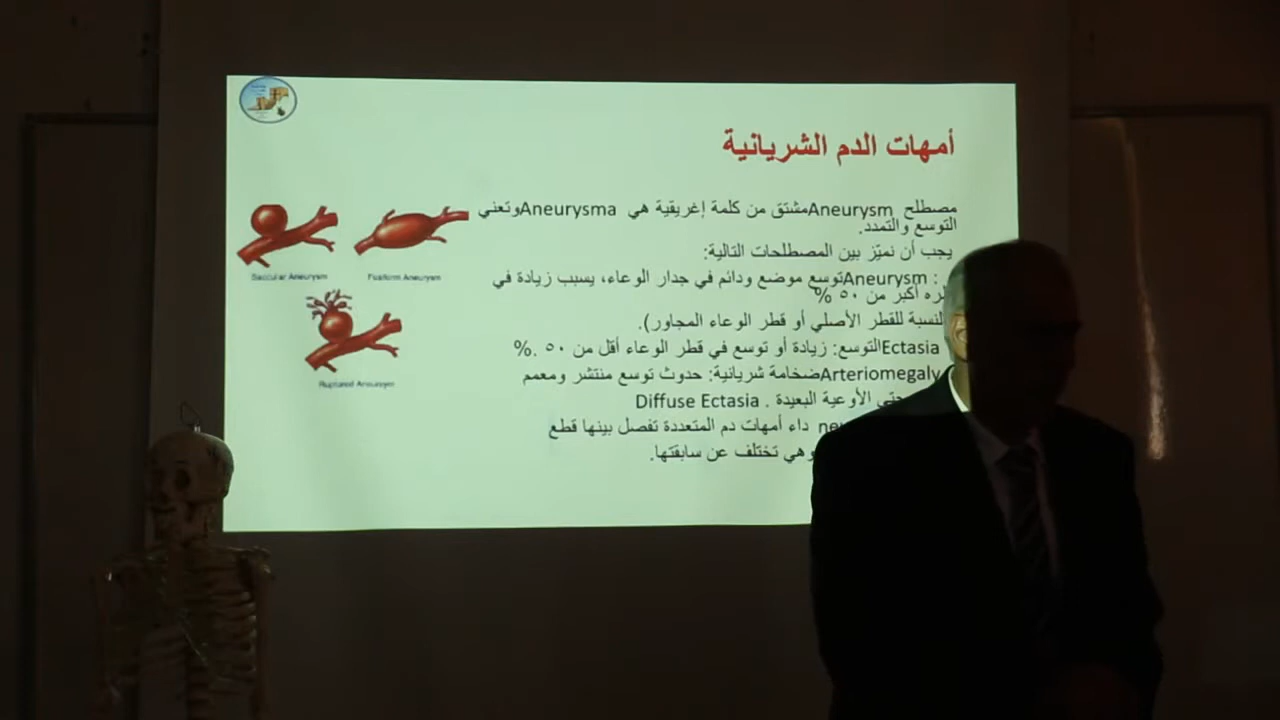 أمهات الدم الشريانية
مصطلح Aneurysm مشتق من كلمة إغريقية هي Aneurysma وتعني
التوسع والتمدد.
يجب أن نميّز بين المصطلحات التالية:
Aneurysm : توسع موضع ودائم في جدار الوعاء، يسبب زيادة في
أكبر من ٥٠ %
للقطر الأصلي أو قطر الوعاء المجاور).
Ectasia التوسع: زيادة أو توسع في قطر الوعاء أقل من ٥٠ .%
Arteriomegaly ضخامة شريانية: حدوث توسع منتشر ومعمم
حتى الأوعية البعيدة . Diffuse Ectasia
داء أمهات دم المتعددة تفصل بينها قطع
وهي تختلف عن سابقتها.
Saccular Aneurysm
Fusiform Aneurysm
Ruptured Aneurysm